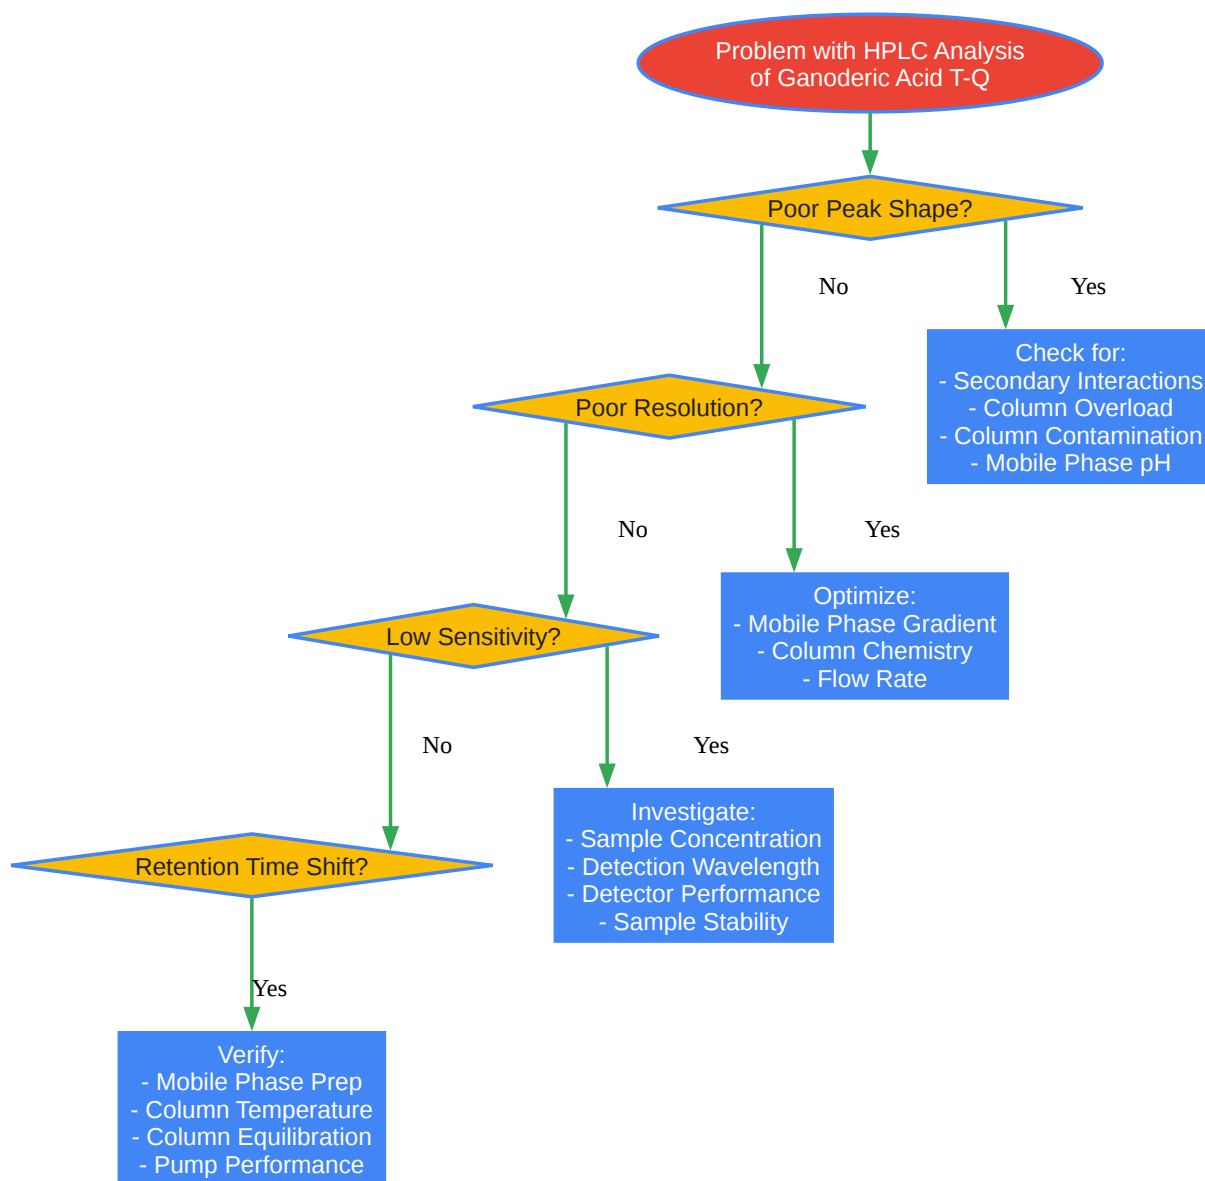 Problem with HPLC Analysis
of Ganoderic Acid T-Q
Poor Peak Shape?
No
Yes
Check for:
- Secondary Interactions
- Column Overload
- Column Contamination
- Mobile Phase pH
Poor Resolution?
No
Yes
Optimize:
- Mobile Phase Gradient
- Column Chemistry
- Flow Rate
Low Sensitivity?
No
Yes
Investigate:
- Sample Concentration
- Detection Wavelength
- Detector Performance
- Sample Stability
Retention Time Shift?
Yes
Verify:
- Mobile Phase Prep
- Column Temperature
- Column Equilibration
- Pump Performance